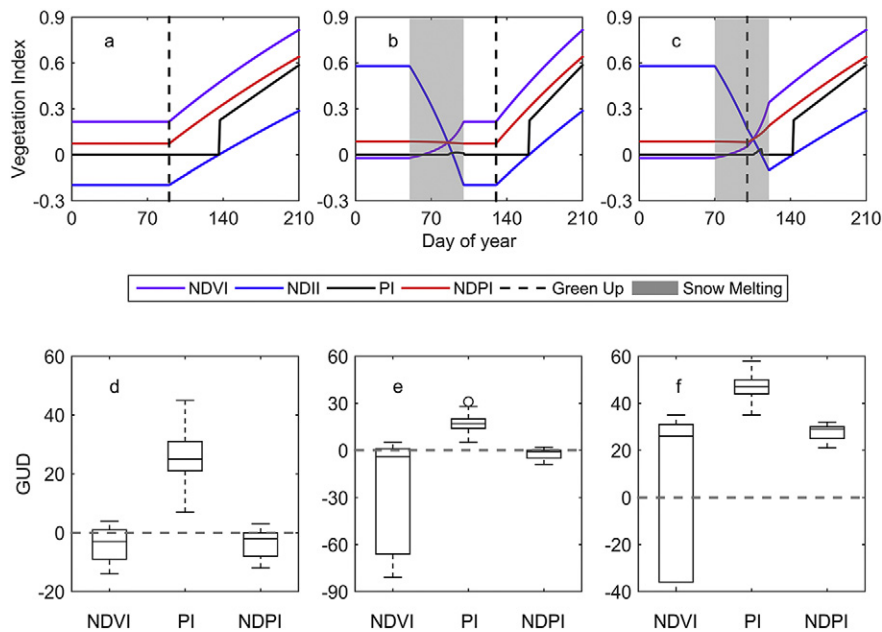 a
b
c
Vegetation Index
0.9
0.6
0.3
0
-0.3
0 70 140 210
0.9
0.6
0.3
0
-0.3
0 70 140 210
0.9
0.6
0.3
0
-0.3
0 70 140 210
Day of year
NDVI NDII PI NDPI Green Up Snow Melting
d
e
f
GUD
60
40
20
0
-20
NDVI PI NDPI
60
30
0
-30
-60
-90
NDVI PI NDPI
60
40
20
0
-20
-40
NDVI PI NDPI